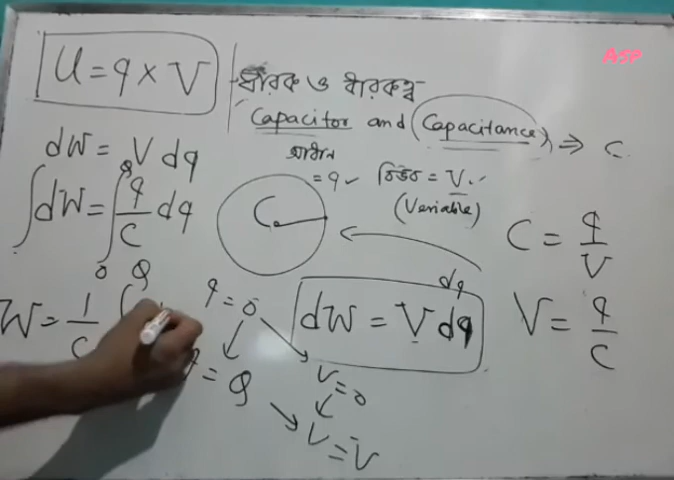 ASP
U = q × V
ধারক ও ধারকত্ব
Capacitor and (Capacitance) ⇒ C
dW = V dq
∫dW = ∫₀^Q q/C dq
আধান = q
বিভব = V
(Veriable)
C
C = q/V
V = q/C
dq
dW = V dq
W = 1/C ∫
Q
q = 0
= Q
V = 0
V = V